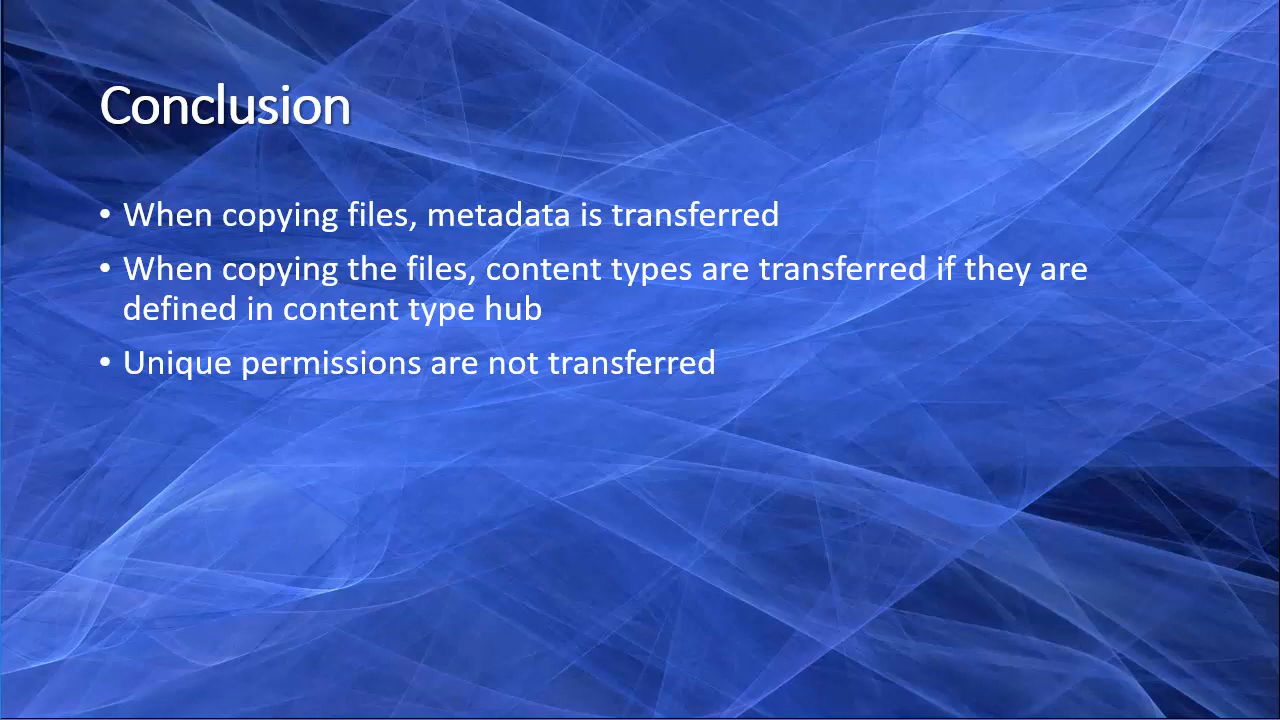 Conclusion
• When copying files, metadata is transferred
• When copying the files, content types are transferred if they are
defined in content type hub
• Unique permissions are not transferred